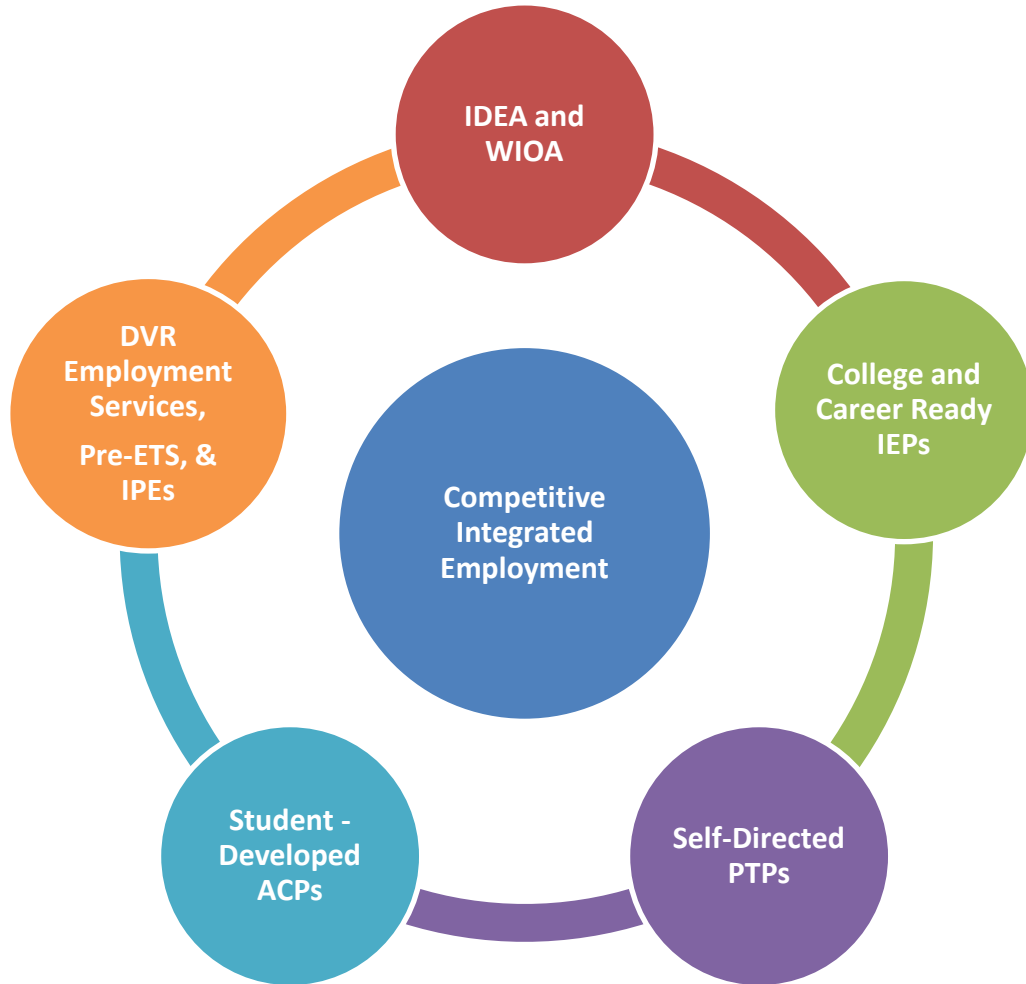 IDEA and
WIOA
College and
Career Ready
IEPs
Self-Directed
PTPs
Student -
Developed
ACPs
DVR
Employment
Services,
Pre-ETS, &
IPEs
Competitive
Integrated
Employment